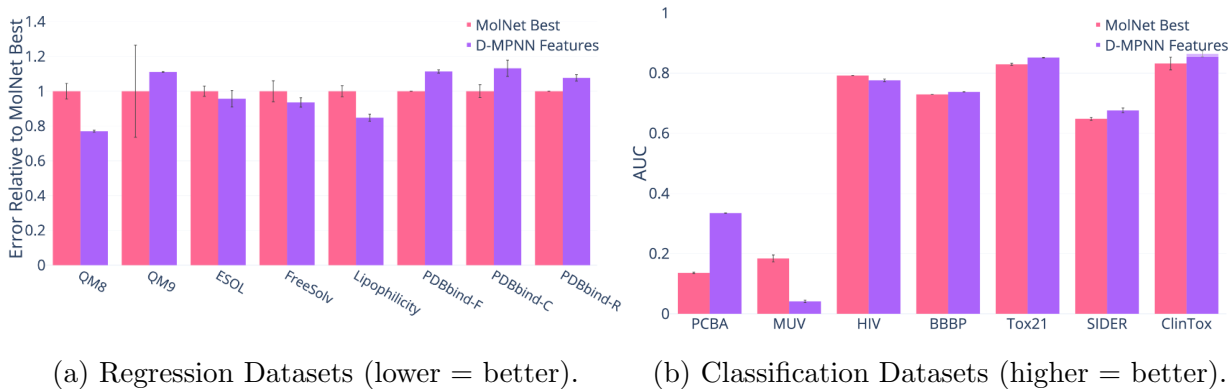 Error Relative to MolNet Best
1.4
1.2
1
0.8
0.6
0.4
0.2
0
MolNet Best
D-MPNN Features
QM8
QM9
ESOL
FreeSolv
Lipophilicity
PDBbind-F
PDBbind-C
PDBbind-R
(a) Regression Datasets (lower = better).
AUC
1
0.8
0.6
0.4
0.2
0
MolNet Best
D-MPNN Features
PCBA
MUV
HIV
BBBP
Tox21
SIDER
ClinTox
(b) Classification Datasets (higher = better).